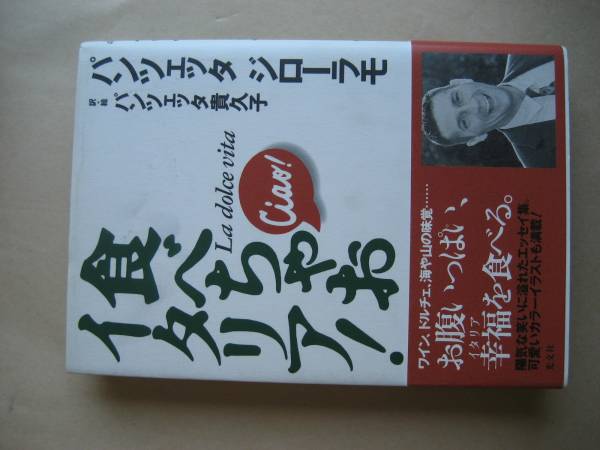 パンツェッタ ジローラモ
訳・絵 パンツェッタ貴久子
La dolce vita
Ciao!
食べちゃお
イタリア!
ワイン、ドルチェ、海や山の味覚……
お腹いっぱい、
イタリア
幸福を食べる。
陽気な笑いに溢れたエッセイ集。
可愛いカラーイラストも満載!
光文社